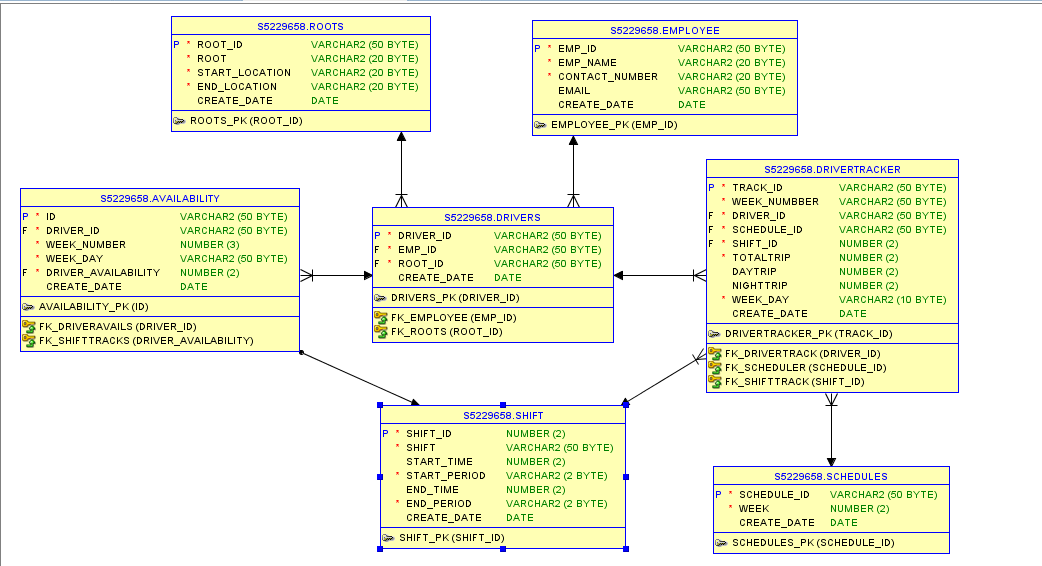 S5229658.ROOTS
P * ROOT_ID VARCHAR2 (50 BYTE)
* ROOT VARCHAR2 (20 BYTE)
* START_LOCATION VARCHAR2 (20 BYTE)
* END_LOCATION VARCHAR2 (20 BYTE)
CREATE_DATE DATE
ROOTS_PK (ROOT_ID)
S5229658.EMPLOYEE
P * EMP_ID VARCHAR2 (50 BYTE)
* EMP_NAME VARCHAR2 (20 BYTE)
* CONTACT_NUMBER VARCHAR2 (20 BYTE)
EMAIL VARCHAR2 (50 BYTE)
CREATE_DATE DATE
EMPLOYEE_PK (EMP_ID)
S5229658.AVAILABILITY
P * ID VARCHAR2 (50 BYTE)
F * DRIVER_ID VARCHAR2 (50 BYTE)
* WEEK_NUMBER NUMBER (3)
* WEEK_DAY VARCHAR2 (50 BYTE)
F * DRIVER_AVAILABILITY NUMBER (2)
CREATE_DATE DATE
AVAILABILITY_PK (ID)
FK_DRIVERAVAILS (DRIVER_ID)
FK_SHIFTTRACKS (DRIVER_AVAILABILITY)
S5229658.DRIVERS
P * DRIVER_ID VARCHAR2 (50 BYTE)
F * EMP_ID VARCHAR2 (50 BYTE)
F * ROOT_ID VARCHAR2 (50 BYTE)
CREATE_DATE DATE
DRIVERS_PK (DRIVER_ID)
FK_EMPLOYEE (EMP_ID)
FK_ROOTS (ROOT_ID)
S5229658.DRIVERTRACKER
P * TRACK_ID VARCHAR2 (50 BYTE)
* WEEK_NUMBBER VARCHAR2 (50 BYTE)
F * DRIVER_ID VARCHAR2 (50 BYTE)
F * SCHEDULE_ID VARCHAR2 (50 BYTE)
F * SHIFT_ID NUMBER (2)
* TOTALTRIP NUMBER (2)
DAYTRIP NUMBER (2)
NIGHTTRIP NUMBER (2)
* WEEK_DAY VARCHAR2 (10 BYTE)
CREATE_DATE DATE
DRIVERTRACKER_PK (TRACK_ID)
FK_DRIVERTRACK (DRIVER_ID)
FK_SCHEDULER (SCHEDULE_ID)
FK_SHIFTTRACK (SHIFT_ID)
S5229658.SHIFT
P * SHIFT_ID NUMBER (2)
* SHIFT VARCHAR2 (50 BYTE)
START_TIME NUMBER (2)
* START_PERIOD VARCHAR2 (2 BYTE)
END_TIME NUMBER (2)
* END_PERIOD VARCHAR2 (2 BYTE)
CREATE_DATE DATE
SHIFT_PK (SHIFT_ID)
S5229658.SCHEDULES
P * SCHEDULE_ID VARCHAR2 (50 BYTE)
* WEEK NUMBER (2)
CREATE_DATE DATE
SCHEDULES_PK (SCHEDULE_ID)